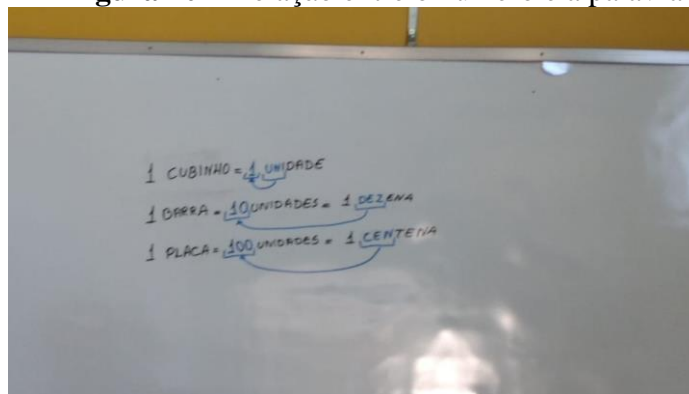 1 CUBINHO = 1 UNIDADE
1 BARRA = 10 UNIDADES = 1 DEZENA
1 PLACA = 100 UNIDADES = 1 CENTENA